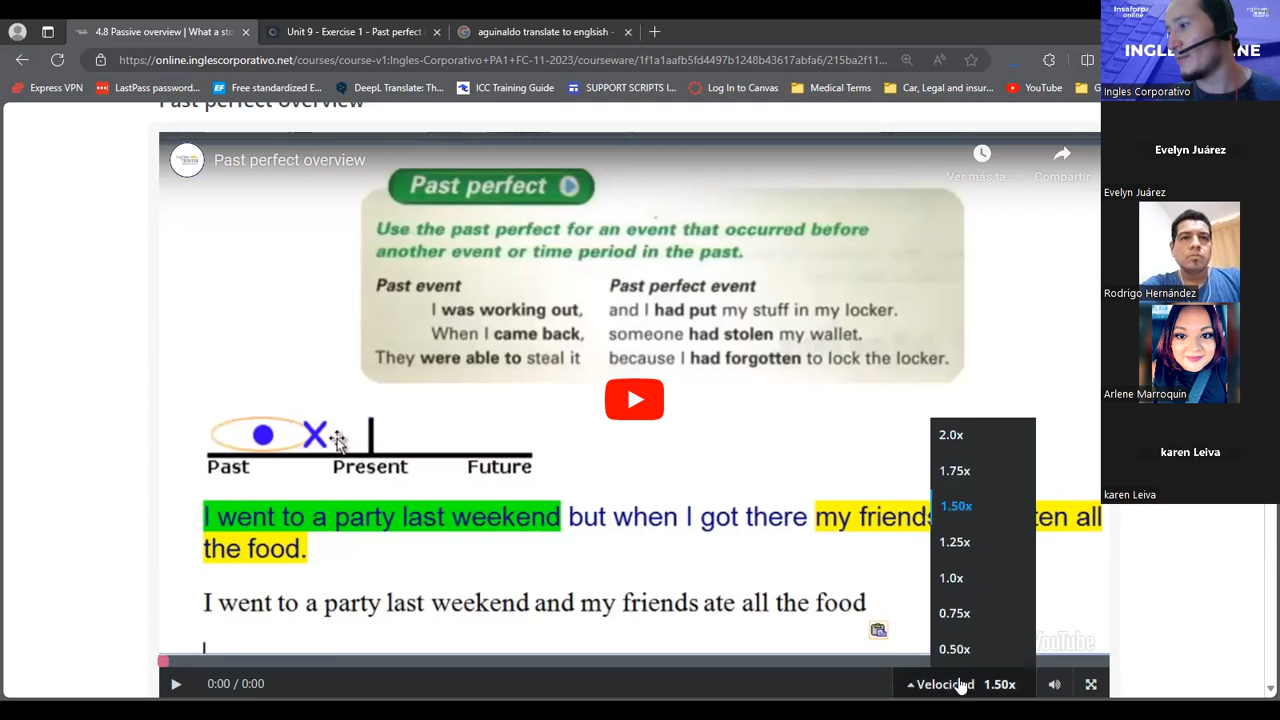 4.8 Passive overview | What a sto
Unit 9 - Exercise 1 - Past perfect
aguinaldo translate to englsish -
https://online.inglescorporativo.net/courses/course-v1:Ingles-Corporativo+PA1+FC-11-2023/courseware/1f1a1aafb5fd4497b1248b43617abfa6/215ba2f11...
Express VPN
LastPass password...
Free standardized E...
DeepL Translate: Th...
ICC Training Guide
SUPPORT SCRIPTS I...
Log In to Canvas
Medical Terms
Car, Legal and insur...
YouTube
Past perfect overview
Past perfect overview
Ver más ta...
Compartir
Past perfect
Use the past perfect for an event that occurred before
another event or time period in the past.
Past event Past perfect event
I was working out, and I had put my stuff in my locker.
When I came back, someone had stolen my wallet.
They were able to steal it because I had forgotten to lock the locker.
Past Present Future
I went to a party last weekend but when I got there my friends ten all
the food.
I went to a party last weekend and my friends ate all the food
2.0x
1.75x
1.50x
1.25x
1.0x
0.75x
0.50x
YouTube
0:00 / 0:00
Velocidad 1.50x
Insaforp
online
Ingles Corporativo
Evelyn Juárez
Evelyn Juárez
Rodrigo Hernández
Arlene Marroquin
karen Leiva
karen Leiva